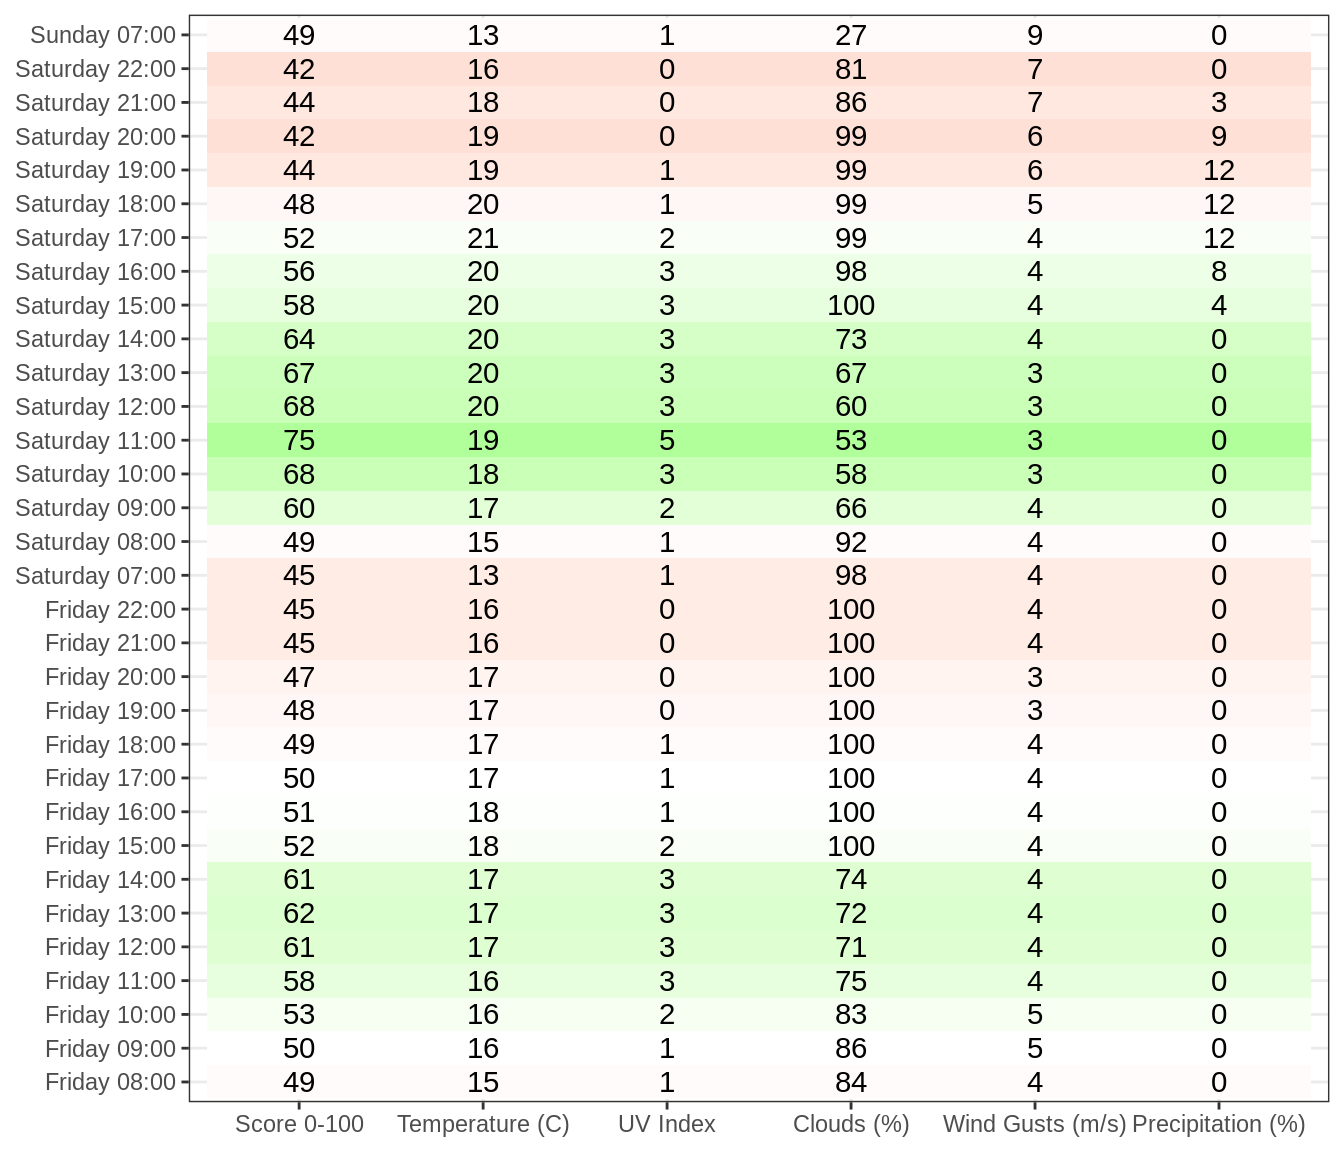 Sunday 07:00 49 13 1 27 9 0
Saturday 22:00 42 16 0 81 7 0
Saturday 21:00 44 18 0 86 7 3
Saturday 20:00 42 19 0 99 6 9
Saturday 19:00 44 19 1 99 6 12
Saturday 18:00 48 20 1 99 5 12
Saturday 17:00 52 21 2 99 4 12
Saturday 16:00 56 20 3 98 4 8
Saturday 15:00 58 20 3 100 4 4
Saturday 14:00 64 20 3 73 4 0
Saturday 13:00 67 20 3 67 3 0
Saturday 12:00 68 20 3 60 3 0
Saturday 11:00 75 19 5 53 3 0
Saturday 10:00 68 18 3 58 3 0
Saturday 09:00 60 17 2 66 4 0
Saturday 08:00 49 15 1 92 4 0
Saturday 07:00 45 13 1 98 4 0
Friday 22:00 45 16 0 100 4 0
Friday 21:00 45 16 0 100 4 0
Friday 20:00 47 17 0 100 3 0
Friday 19:00 48 17 0 100 3 0
Friday 18:00 49 17 1 100 4 0
Friday 17:00 50 17 1 100 4 0
Friday 16:00 51 18 1 100 4 0
Friday 15:00 52 18 2 100 4 0
Friday 14:00 61 17 3 74 4 0
Friday 13:00 62 17 3 72 4 0
Friday 12:00 61 17 3 71 4 0
Friday 11:00 58 16 3 75 4 0
Friday 10:00 53 16 2 83 5 0
Friday 09:00 50 16 1 86 5 0
Friday 08:00 49 15 1 84 4 0
Score 0-100 Temperature (C) UV Index Clouds (%) Wind Gusts (m/s) Precipitation (%)